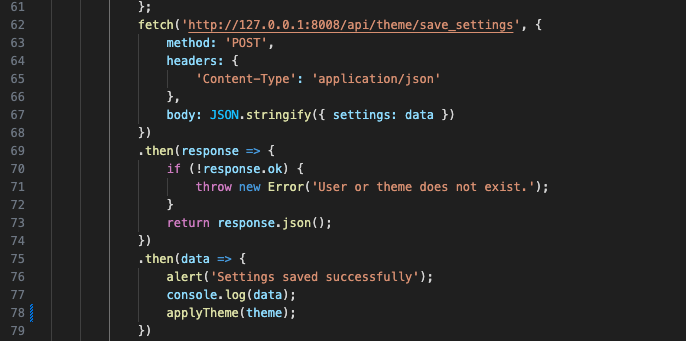 61 };
62 fetch('http://127.0.0.1:8008/api/theme/save_settings', {
63 method: 'POST',
64 headers: {
65 'Content-Type': 'application/json'
66 },
67 body: JSON.stringify({ settings: data })
68 })
69 .then(response => {
70 if (!response.ok) {
71 throw new Error('User or theme does not exist.');
72 }
73 return response.json();
74 })
75 .then(data => {
76 alert('Settings saved successfully');
77 console.log(data);
78 applyTheme(theme);
79 })